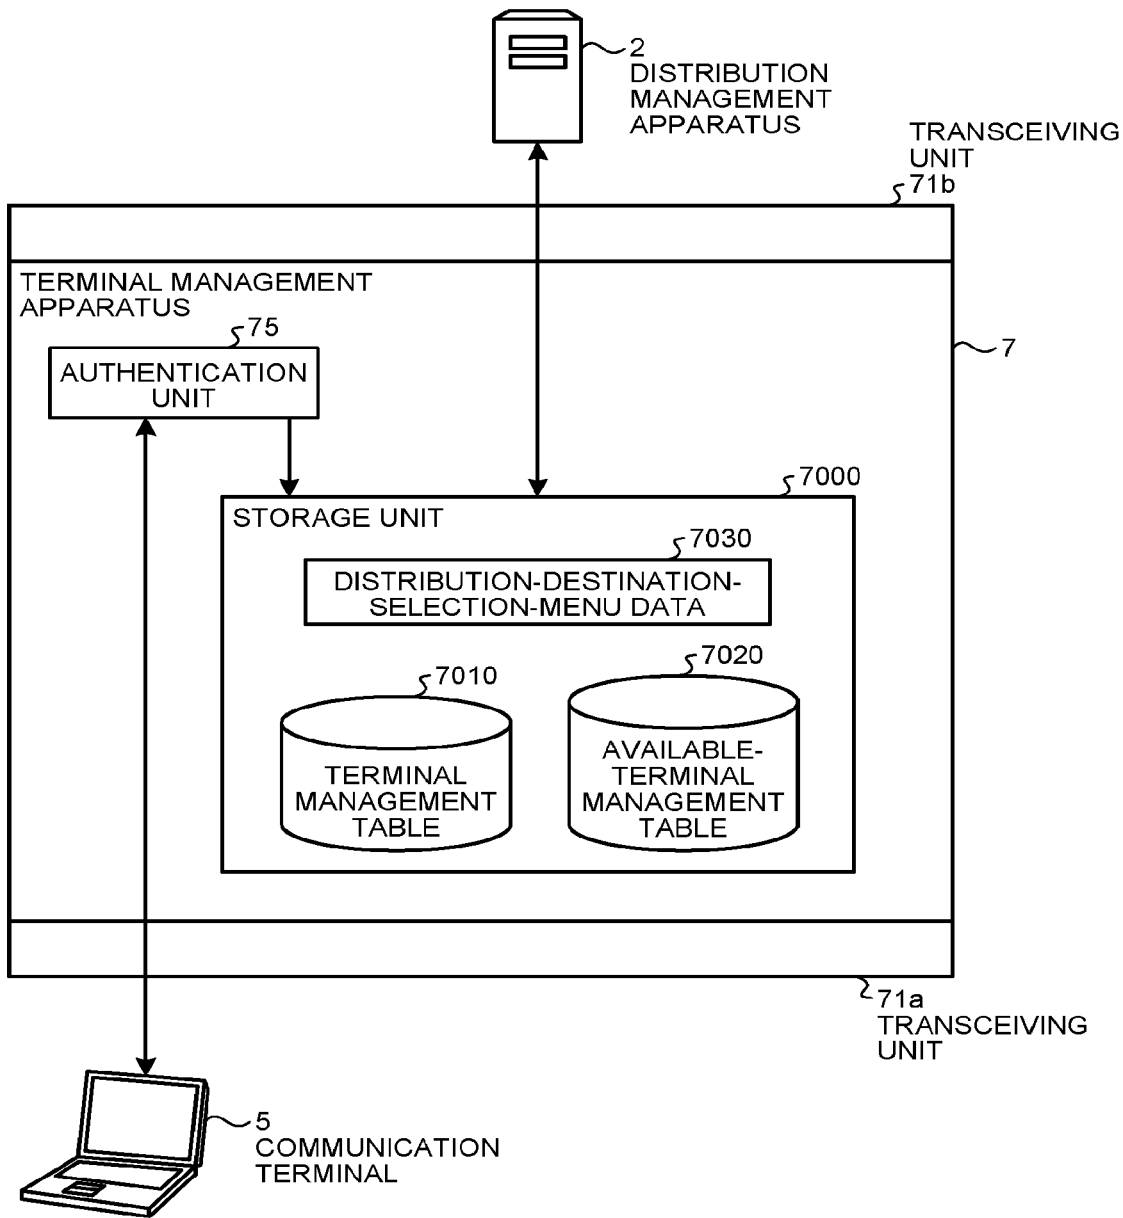 2
DISTRIBUTION
MANAGEMENT
APPARATUS
TRANSCEIVING
UNIT
71b
TERMINAL MANAGEMENT
APPARATUS
75
7
AUTHENTICATION
UNIT
7000
STORAGE UNIT
7030
DISTRIBUTION-DESTINATION-
SELECTION-MENU DATA
7010
TERMINAL
MANAGEMENT
TABLE
7020
AVAILABLE-
TERMINAL
MANAGEMENT
TABLE
71a
TRANSCEIVING
UNIT
5
COMMUNICATION
TERMINAL